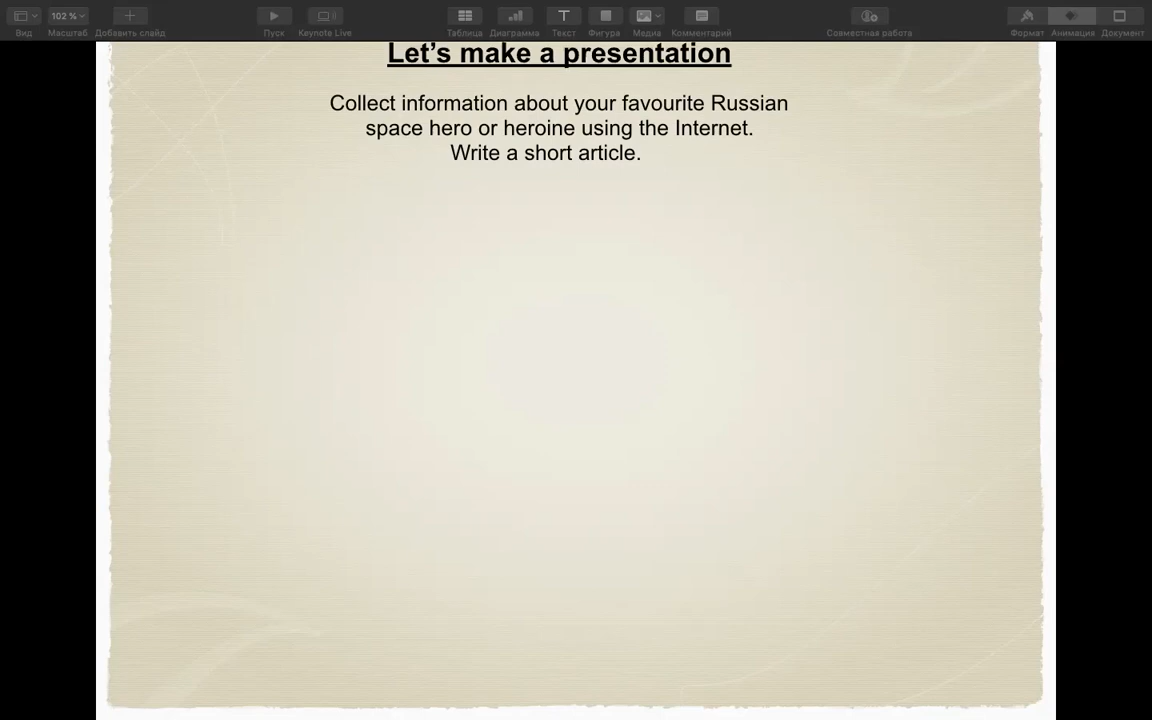 102 %
Вид
Масштаб
Добавить слайд
Пуск
Keynote Live
Таблица
Диаграмма
Текст
Фигура
Медиа
Комментарий
Совместная работа
Формат
Анимация
Документ
Let’s make a presentation
Collect information about your favourite Russian
space hero or heroine using the Internet.
Write a short article.